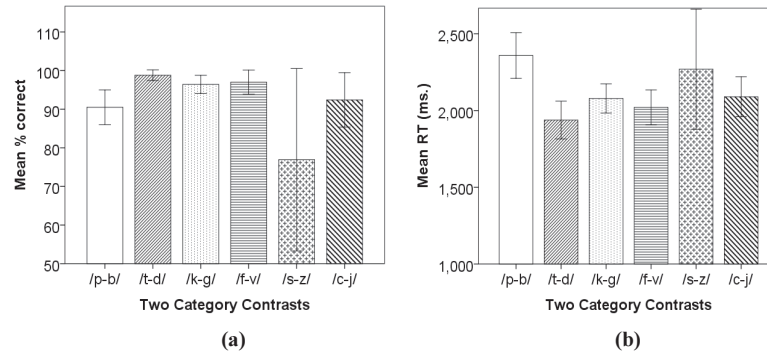 Mean % correct
110
100
90
80
70
60
50
/p-b/ /t-d/ /k-g/ /f-v/ /s-z/ /c-j/
Two Category Contrasts
(a)
Mean RT (ms.)
2,500
2,000
1,500
1,000
/p-b/ /t-d/ /k-g/ /f-v/ /s-z/ /c-j/
Two Category Contrasts
(b)